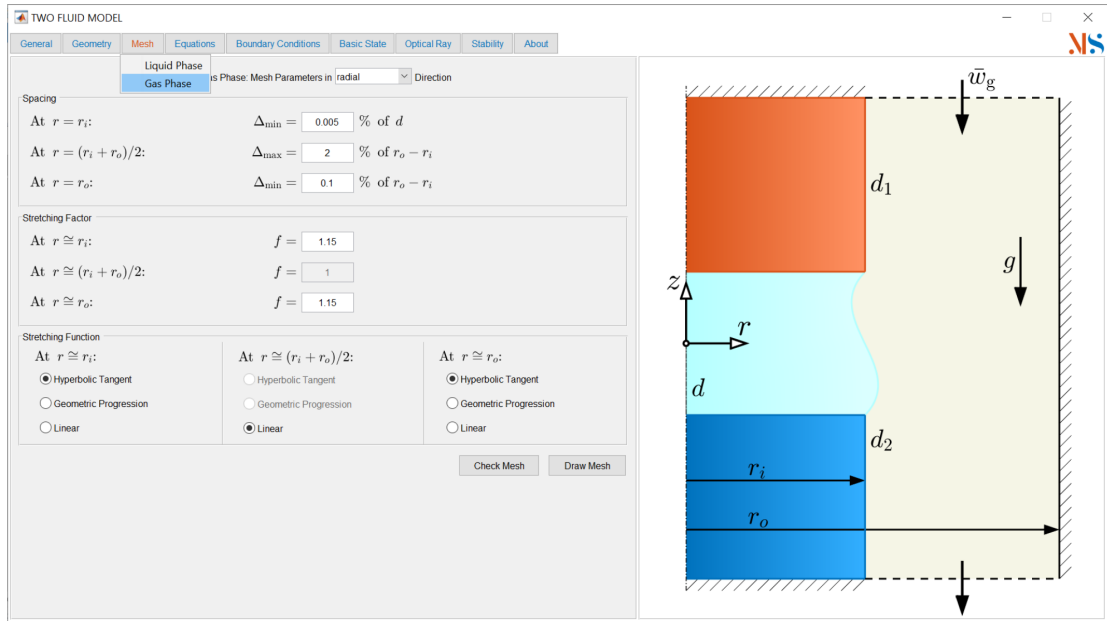 TWO FLUID MODEL
General Geometry Mesh Equations Boundary Conditions Basic State Optical Ray Stability About
Liquid Phase
Gas Phase
s Phase: Mesh Parameters in radial Direction
Spacing
At r = r_i: Δ_min = 0.005 % of d
At r = (r_i + r_o)/2: Δ_max = 2 % of r_o − r_i
At r = r_o: Δ_min = 0.1 % of r_o − r_i
Stretching Factor
At r ≅ r_i: f = 1.15
At r ≅ (r_i + r_o)/2: f = 1
At r ≅ r_o: f = 1.15
Stretching Function
At r ≅ r_i: At r ≅ (r_i + r_o)/2: At r ≅ r_o:
Hyperbolic Tangent Hyperbolic Tangent Hyperbolic Tangent
Geometric Progression Geometric Progression Geometric Progression
Linear Linear Linear
Check Mesh Draw Mesh
w̄_g
d_1
g
z
r
d
d_2
r_i
r_o